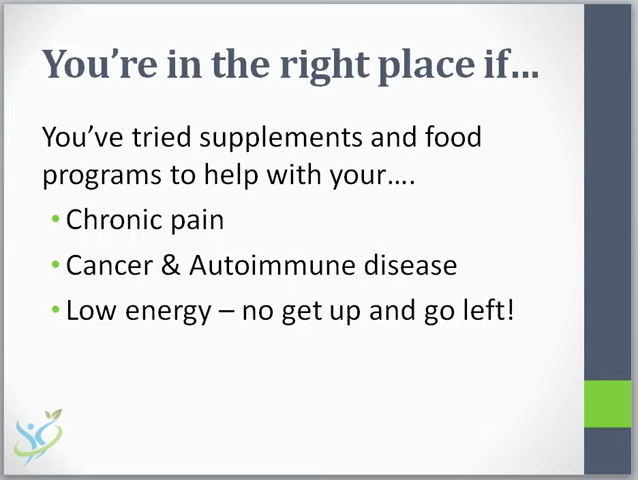 You’re in the right place if…
You’ve tried supplements and food
programs to help with your….
• Chronic pain
• Cancer & Autoimmune disease
• Low energy – no get up and go left!